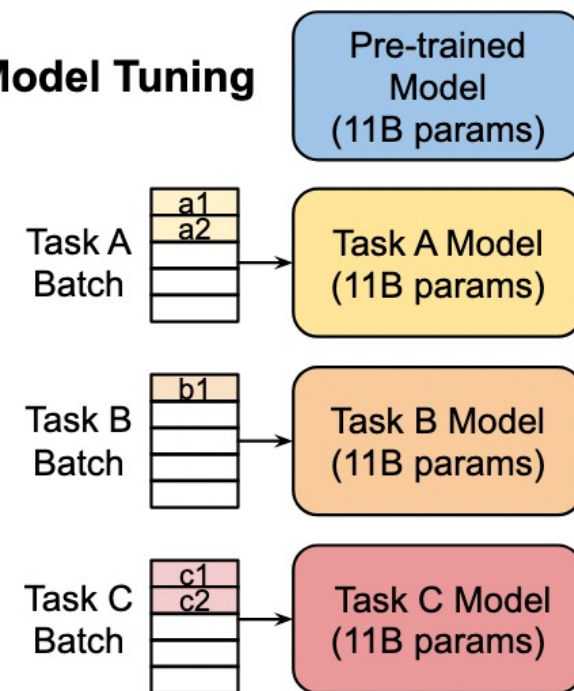 Model Tuning
Pre-trained
Model
(11B params)
a1
a2
Task A
Batch
Task A Model
(11B params)
b1
Task B
Batch
Task B Model
(11B params)
c1
c2
Task C
Batch
Task C Model
(11B params)